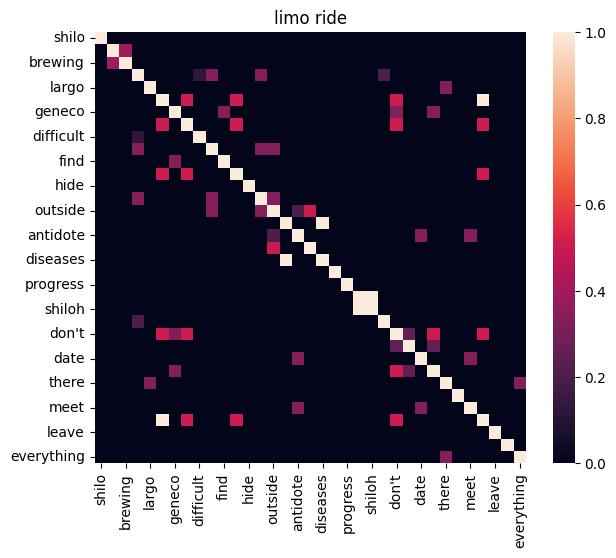 limo ride
shilo
brewing
largo
geneco
difficult
find
hide
outside
antidote
diseases
progress
shiloh
don't
date
there
meet
leave
everything
1.0
0.8
0.6
0.4
0.2
0.0
shilo brewing largo geneco difficult find hide outside antidote diseases progress shiloh don't date there meet leave everything